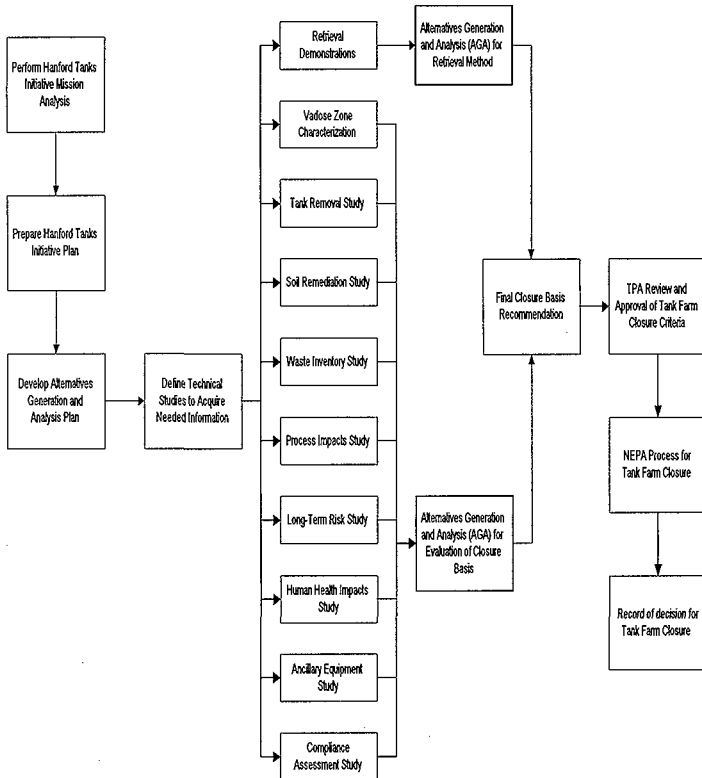 Perform Hanford Tanks
Initiative Mission
Analysis
Prepare Hanford Tanks
Initiative Plan
Develop Alternatives
Generation and
Analysis Plan
Define Technical
Studies to Acquire
Needed Information
Retrieval
Demonstrations
Vadose Zone
Characterization
Tank Removal Study
Soil Remediation Study
Waste Inventory Study
Process Impacts Study
Long-Term Risk Study
Human Health Impacts
Study
Ancillary Equipment
Study
Compliance
Assessment Study
Alternatives Generation
and Analysis (AGA) for
Retrieval Method
Alternatives Generation
and Analysis (AGA) for
Evaluation of Closure
Basis
Final Closure Basis
Recommendation
TPA Review and
Approval of Tank Farm
Closure Criteria
NEPA Process for
Tank Farm Closure
Record of decision for
Tank Farm Closure